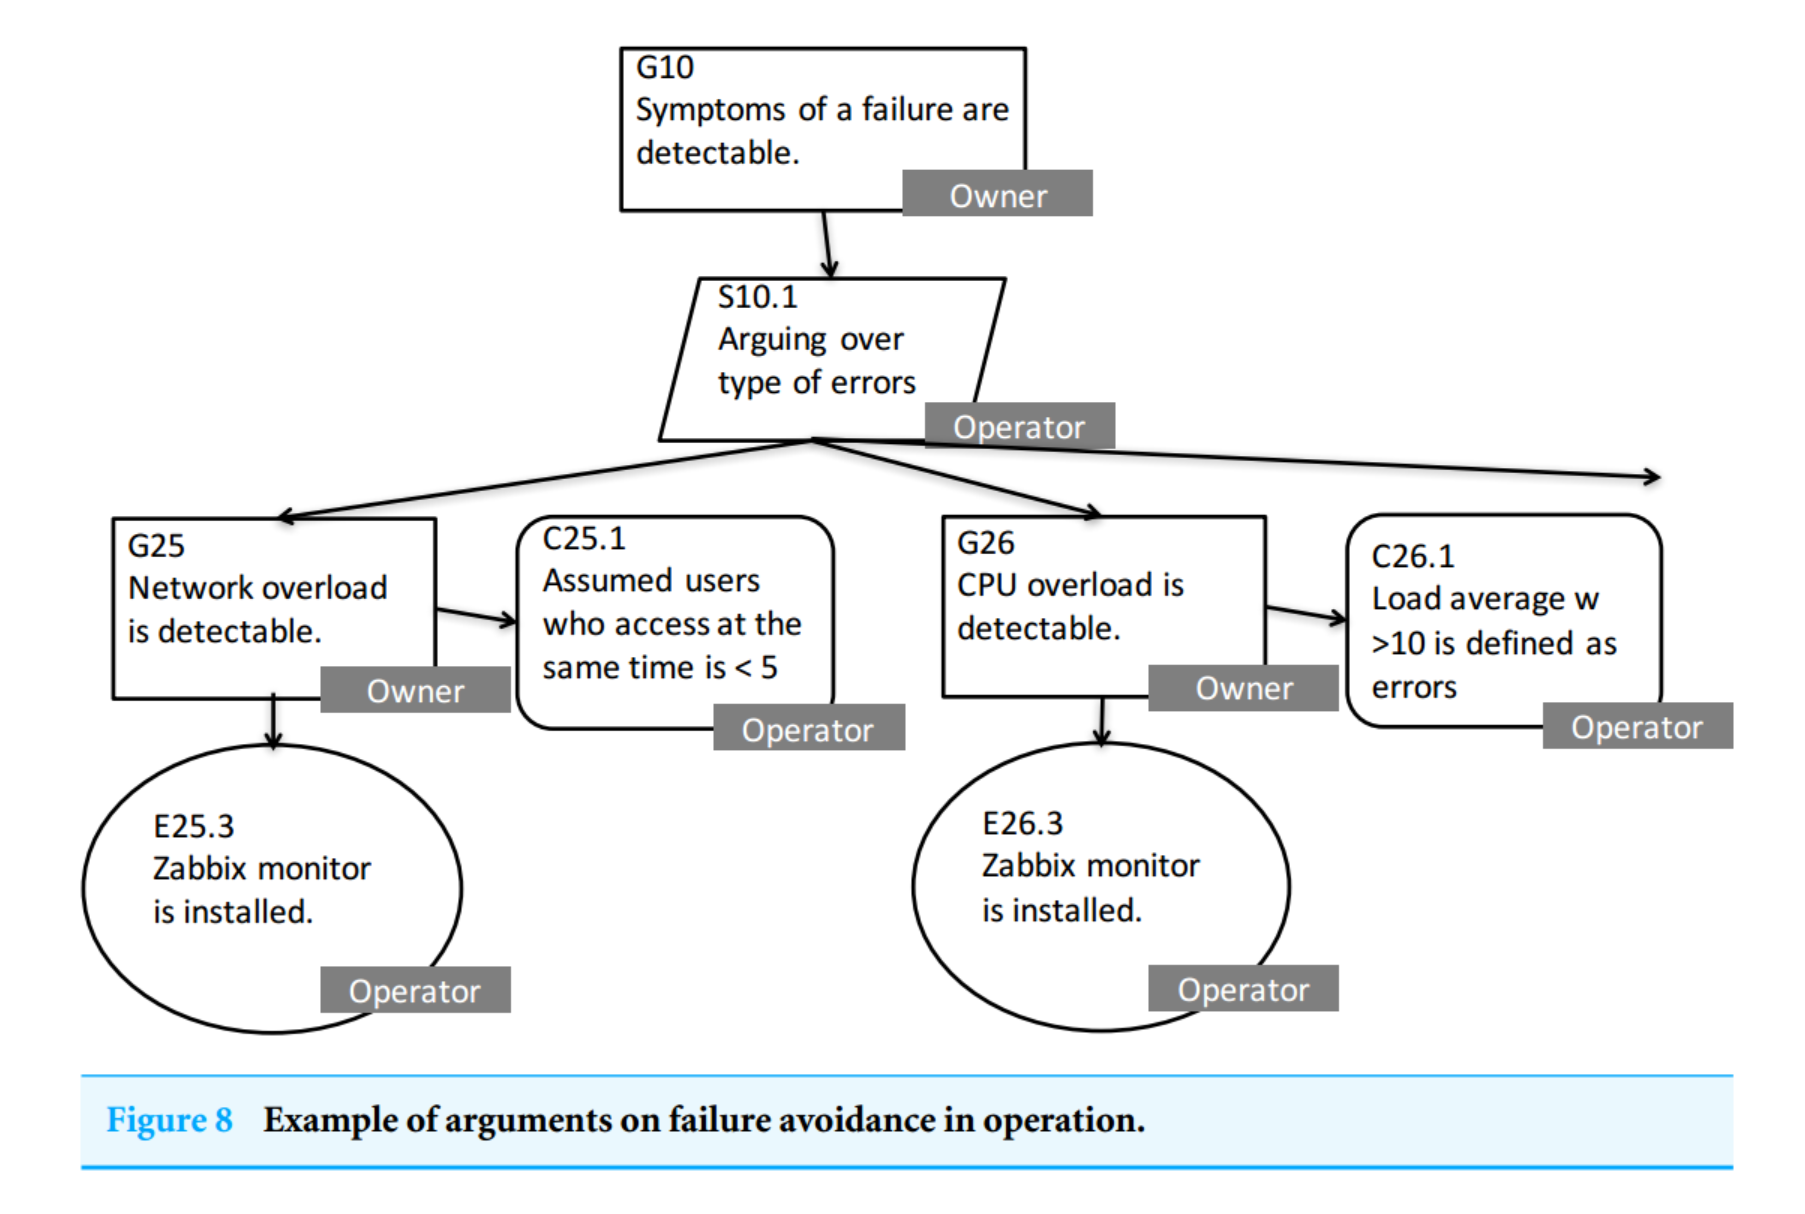 G10
Symptoms of a failure are
detectable.
Owner
S10.1
Arguing over
type of errors
Operator
G25
Network overload
is detectable.
Owner
C25.1
Assumed users
who access at the
same time is < 5
Operator
G26
CPU overload is
detectable.
Owner
C26.1
Load average w
>10 is defined as
errors
Operator
E25.3
Zabbix monitor
is installed.
Operator
E26.3
Zabbix monitor
is installed.
Operator
Figure 8 Example of arguments on failure avoidance in operation.